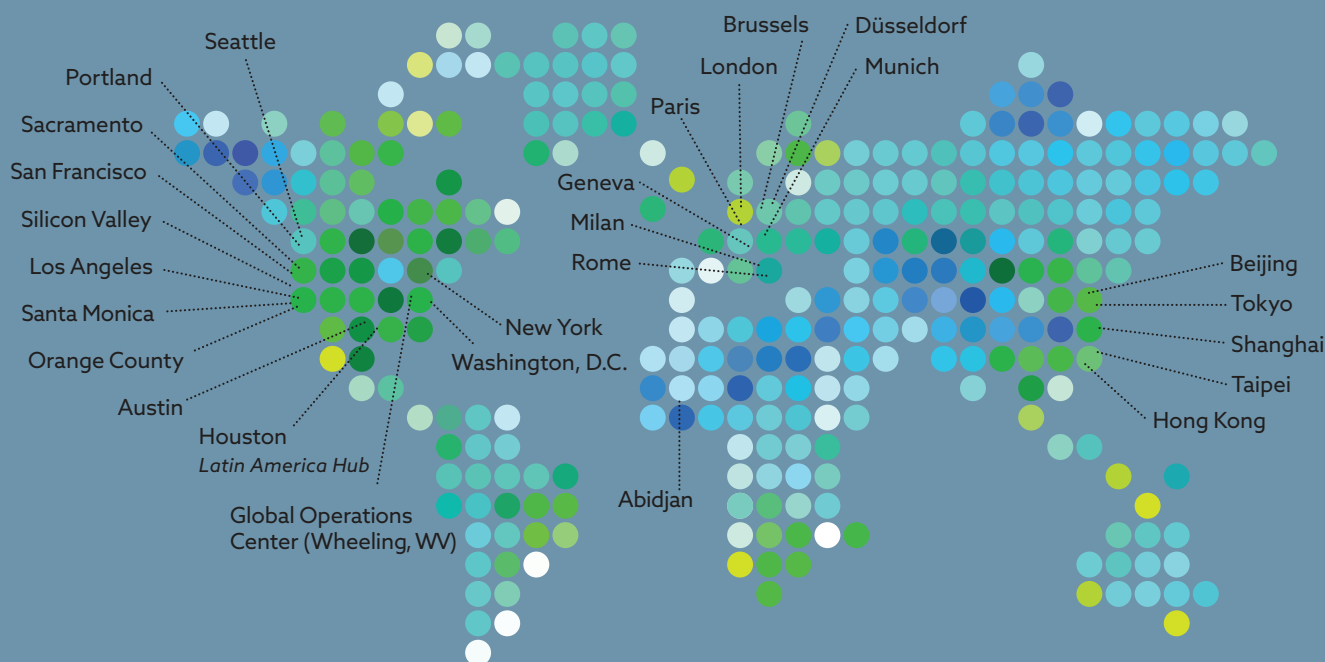 Seattle
Portland
Sacramento
San Francisco
Silicon Valley
Los Angeles
Santa Monica
Orange County
Austin
Houston
Latin America Hub
Global Operations
Center (Wheeling, WV)
New York
Washington, D.C.
Brussels
Düsseldorf
London
Munich
Paris
Geneva
Milan
Rome
Abidjan
Beijing
Tokyo
Shanghai
Taipei
Hong Kong